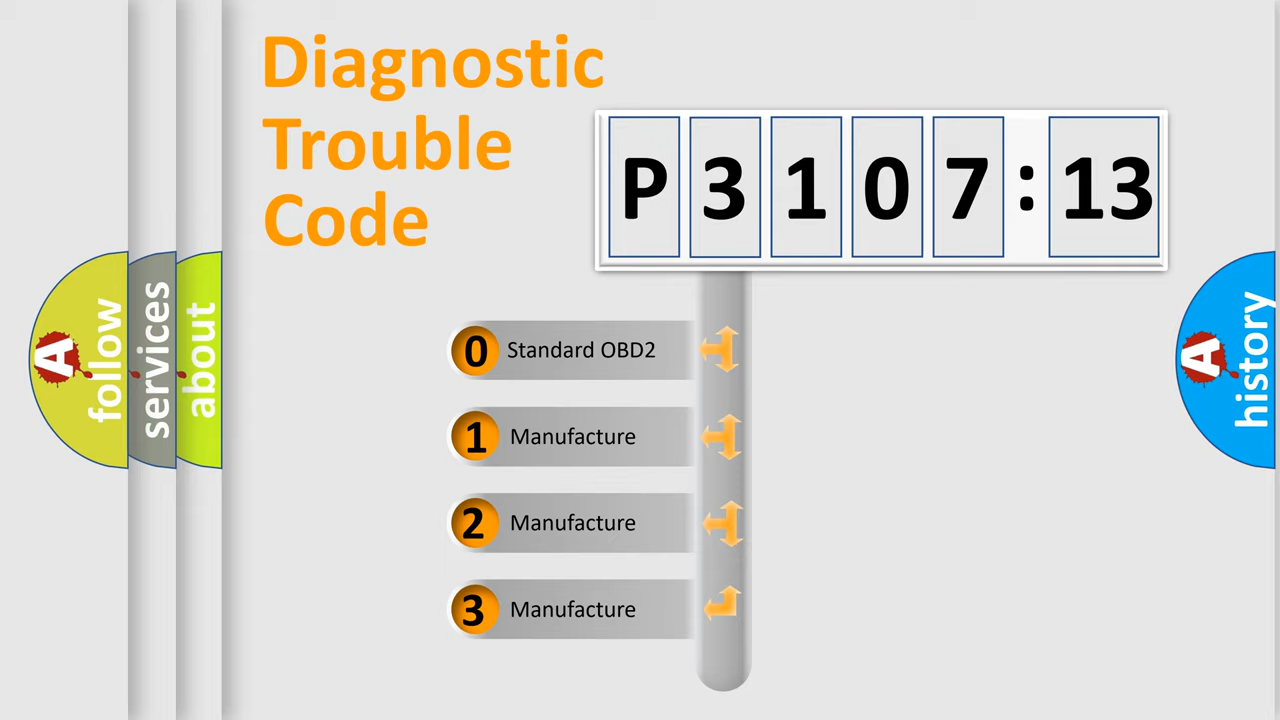 Diagnostic
Trouble
Code
P 3 1 0 7 : 13
0 Standard OBD2
1 Manufacture
2 Manufacture
3 Manufacture
A follow
services
about
A history